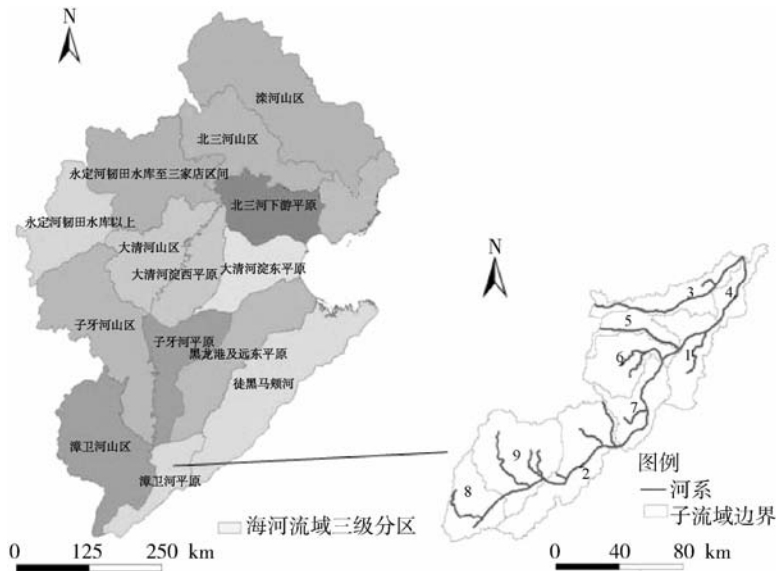 N
滦河山区
北三河山区
永定河韧田水库至三家店区问
北三河下游平原
永定河韧田水库以上
大清河山区
大清河淀东平原
大清河淀西平原
子牙河山区
子牙河平原
黑龙港及远东平原
徒黑马颊河
漳卫河山区
漳卫河平原
海河流域三级分区
0 125 250 km
N
3
4
5
1
6
7
9
2
8
图例
河系
子流域边界
0 40 80 km